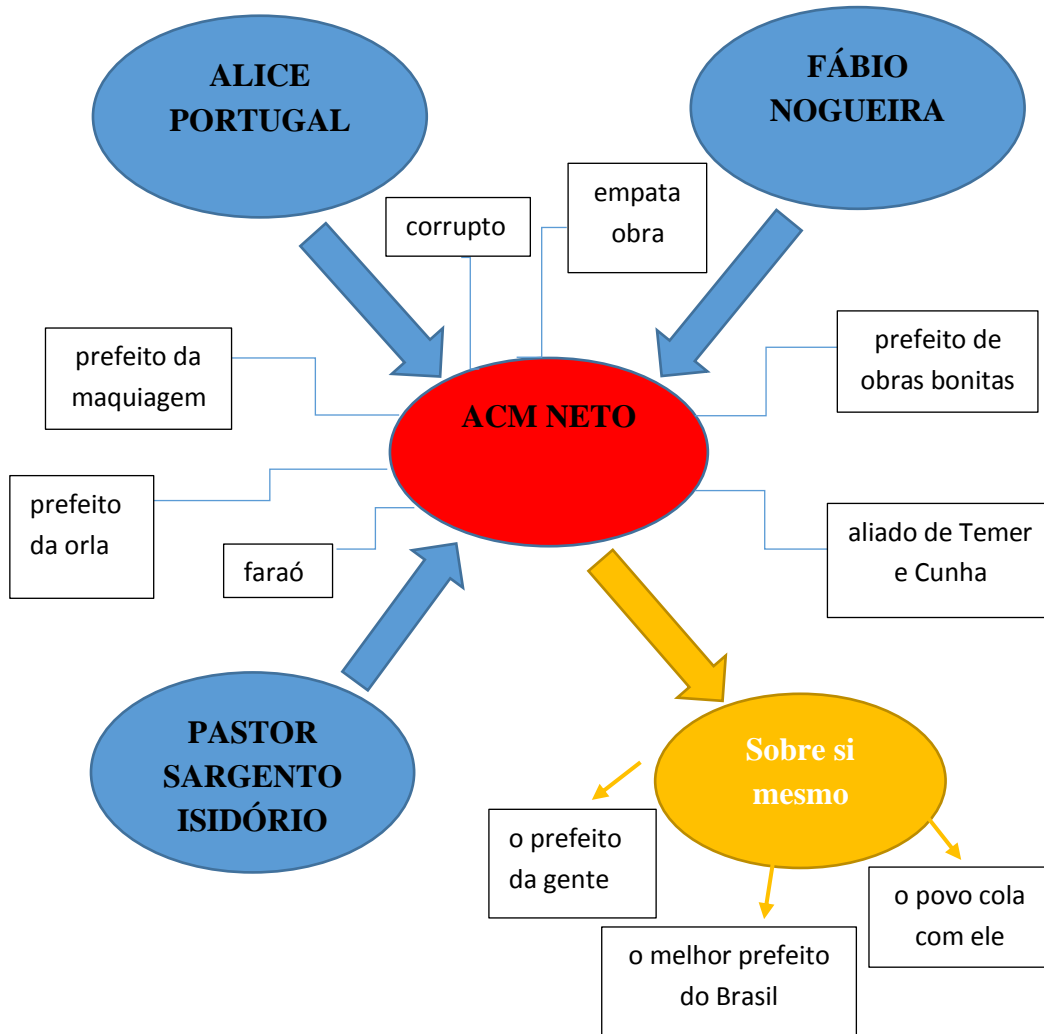 ALICE
PORTUGAL
FÁBIO
NOGUEIRA
corrupto
empata
obra
prefeito da
maquiagem
prefeito de
obras bonitas
ACM NETO
prefeito
da orla
faraó
aliado de Temer
e Cunha
PASTOR
SARGENTO
ISIDÓRIO
Sobre si
mesmo
o prefeito
da gente
o melhor prefeito
do Brasil
o povo cola
com ele